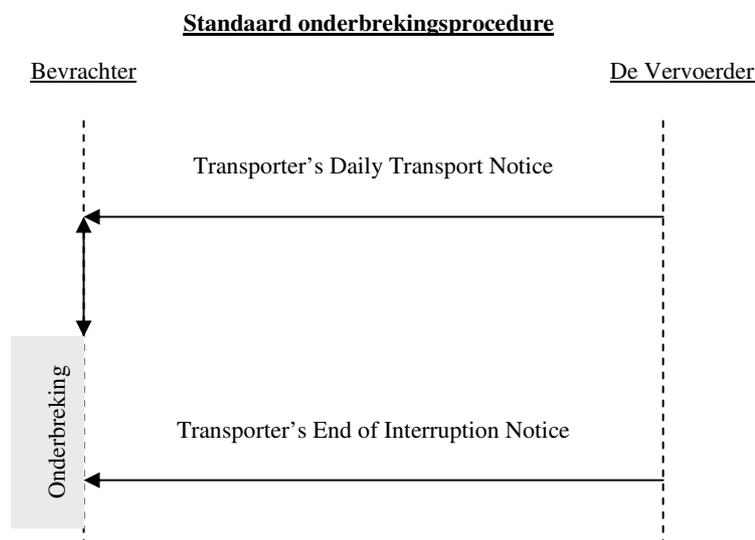 Standaard onderbrekingsprocedure
Bevrachter
De Vervoerder
Transporter’s Daily Transport Notice
Onderbreking
Transporter’s End of Interruption Notice